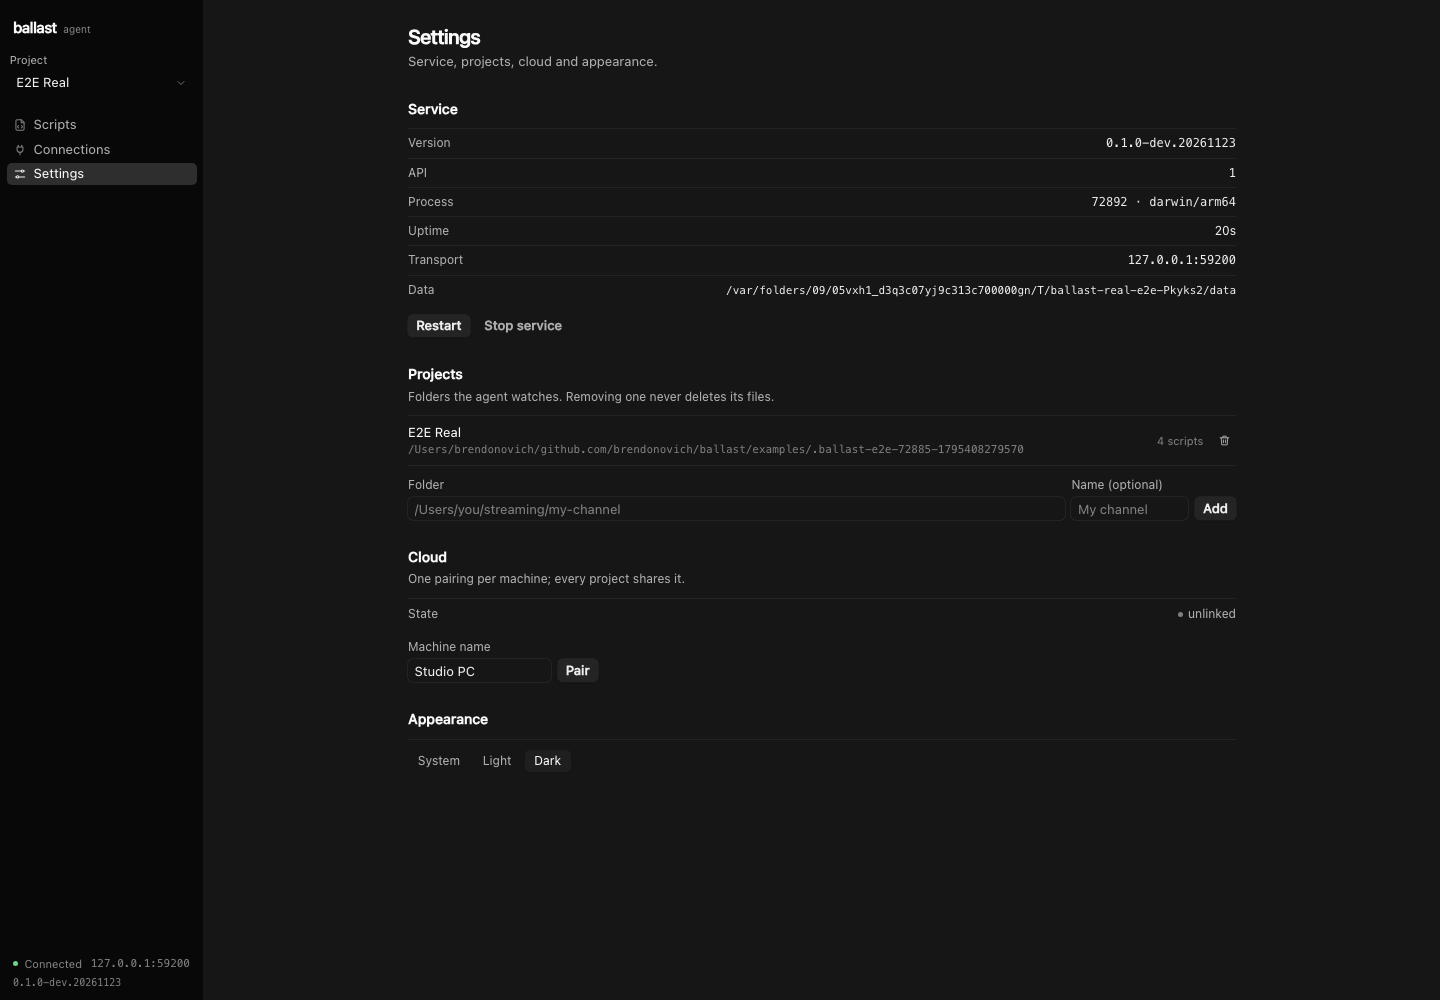 ballast agent
Project
E2E Real
Scripts
Connections
Settings
Connected 127.0.0.1:59200
0.1.0-dev.20261123
Settings
Service, projects, cloud and appearance.
Service
Version 0.1.0-dev.20261123
API 1
Process 72892 · darwin/arm64
Uptime 20s
Transport 127.0.0.1:59200
Data /var/folders/09/05vxh1_d3q3c07yj9c313c700000gn/T/ballast-real-e2e-Pkyks2/data
Restart Stop service
Projects
Folders the agent watches. Removing one never deletes its files.
E2E Real
/Users/brendonovich/github.com/brendonovich/ballast/examples/.ballast-e2e-72885-1795408279570
4 scripts
Folder Name (optional)
/Users/you/streaming/my-channel My channel Add
Cloud
One pairing per machine; every project shares it.
State unlinked
Machine name
Studio PC Pair
Appearance
System Light Dark